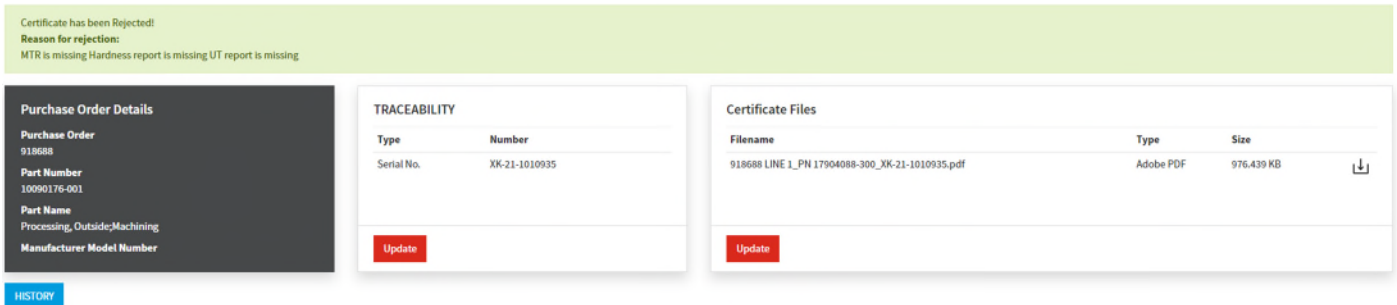 Certificate has been Rejected!
Reason for rejection:
MTR is missing Hardness report is missing UT report is missing
Purchase Order Details
Purchase Order
918688
Part Number
10090176-001
Part Name
Processing, Outside;Machining
Manufacturer Model Number
TRACEABILITY
Type Number
Serial No. XK-21-1010935
Update
Certificate Files
Filename Type Size
918688 LINE 1_PN 17904088-300_XK-21-1010935.pdf Adobe PDF 976.439 KB
Update
HISTORY